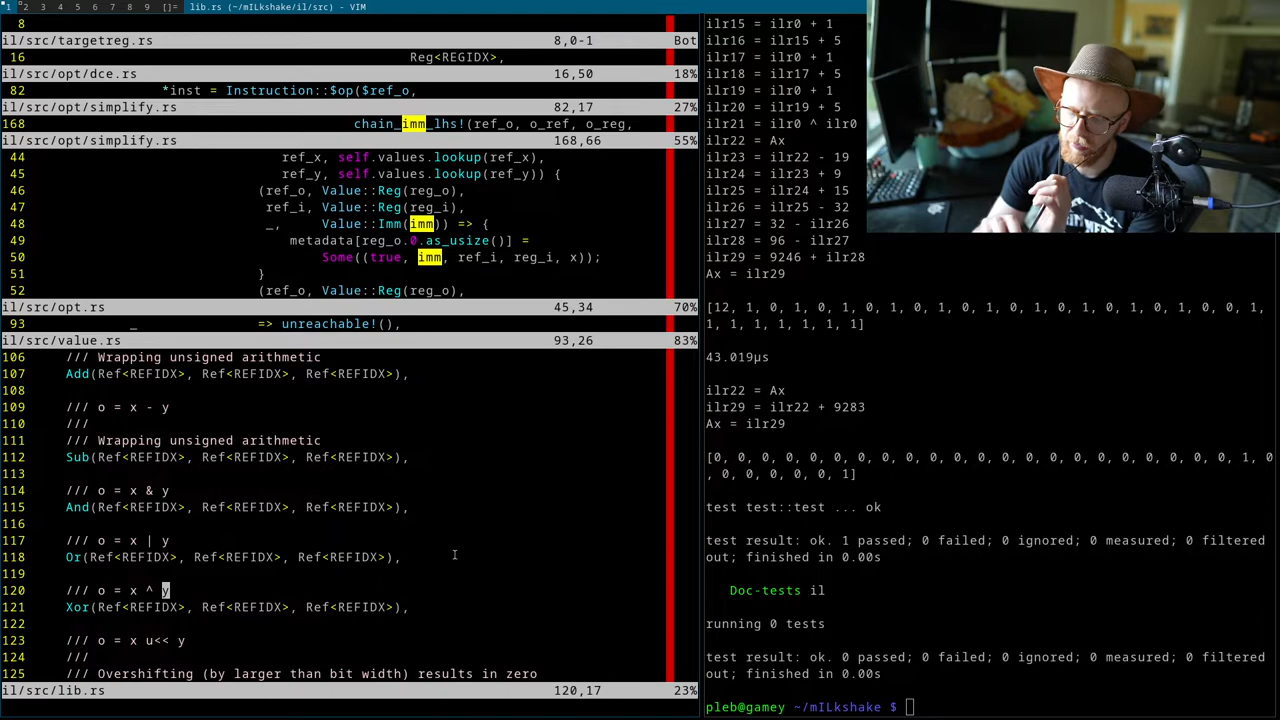 1 2 3 4 5 6 7 8 9 []= lib.rs (~/mILkshake/il/src) - VIM
8
il/src/targetreg.rs 8,0-1 Bot
16 Reg<REGIDX>,
il/src/opt/dce.rs 16,50 18%
82 *inst = Instruction::$op($ref_o,
il/src/opt/simplify.rs 82,17 27%
168 chain_imm_lhs!(ref_o, o_ref, o_reg,
il/src/opt/simplify.rs 168,66 55%
44 ref_x, self.values.lookup(ref_x),
45 ref_y, self.values.lookup(ref_y)) {
46 (ref_o, Value::Reg(reg_o),
47 ref_i, Value::Reg(reg_i),
48 _, Value::Imm(imm)) => {
49 metadata[reg_o.0.as_usize()] =
50 Some((true, imm, ref_i, reg_i, x));
51 }
52 (ref_o, Value::Reg(reg_o),
il/src/opt.rs 45,34 70%
93 _ => unreachable!(),
il/src/value.rs 93,26 83%
106 /// Wrapping unsigned arithmetic
107 Add(Ref<REFIDX>, Ref<REFIDX>, Ref<REFIDX>),
108
109 /// o = x - y
110 ///
111 /// Wrapping unsigned arithmetic
112 Sub(Ref<REFIDX>, Ref<REFIDX>, Ref<REFIDX>),
113
114 /// o = x & y
115 And(Ref<REFIDX>, Ref<REFIDX>, Ref<REFIDX>),
116
117 /// o = x | y
118 Or(Ref<REFIDX>, Ref<REFIDX>, Ref<REFIDX>),
119
120 /// o = x ^ y
121 Xor(Ref<REFIDX>, Ref<REFIDX>, Ref<REFIDX>),
122
123 /// o = x u<< y
124 ///
125 /// Overshifting (by larger than bit width) results in zero
il/src/lib.rs 120,17 23%
ilr15 = ilr0 + 1
ilr16 = ilr15 + 5
ilr17 = ilr0 + 1
ilr18 = ilr17 + 5
ilr19 = ilr0 + 1
ilr20 = ilr19 + 5
ilr21 = ilr0 ^ ilr0
ilr22 = Ax
ilr23 = ilr22 - 19
ilr24 = ilr23 + 9
ilr25 = ilr24 + 15
ilr26 = ilr25 - 32
ilr27 = 32 - ilr26
ilr28 = 96 - ilr27
ilr29 = 9246 + ilr28
Ax = ilr29
[12, 1, 0, 1, 0, 1, 0, 1, 0, 1, 0, 1, 0, 1, 0, 1, 0, 1, 0, 1, 0, 0, 1,
1, 1, 1, 1, 1, 1, 1]
43.019µs
ilr22 = Ax
ilr29 = ilr22 + 9283
Ax = ilr29
[0, 0, 0, 0, 0, 0, 0, 0, 0, 0, 0, 0, 0, 0, 0, 0, 0, 0, 0, 0, 0, 0, 1, 0
, 0, 0, 0, 0, 0, 1]
test test::test ... ok
test result: ok. 1 passed; 0 failed; 0 ignored; 0 measured; 0 filtered
out; finished in 0.00s
Doc-tests il
running 0 tests
test result: ok. 0 passed; 0 failed; 0 ignored; 0 measured; 0 filtered
out; finished in 0.00s
pleb@gamey ~/mILkshake $